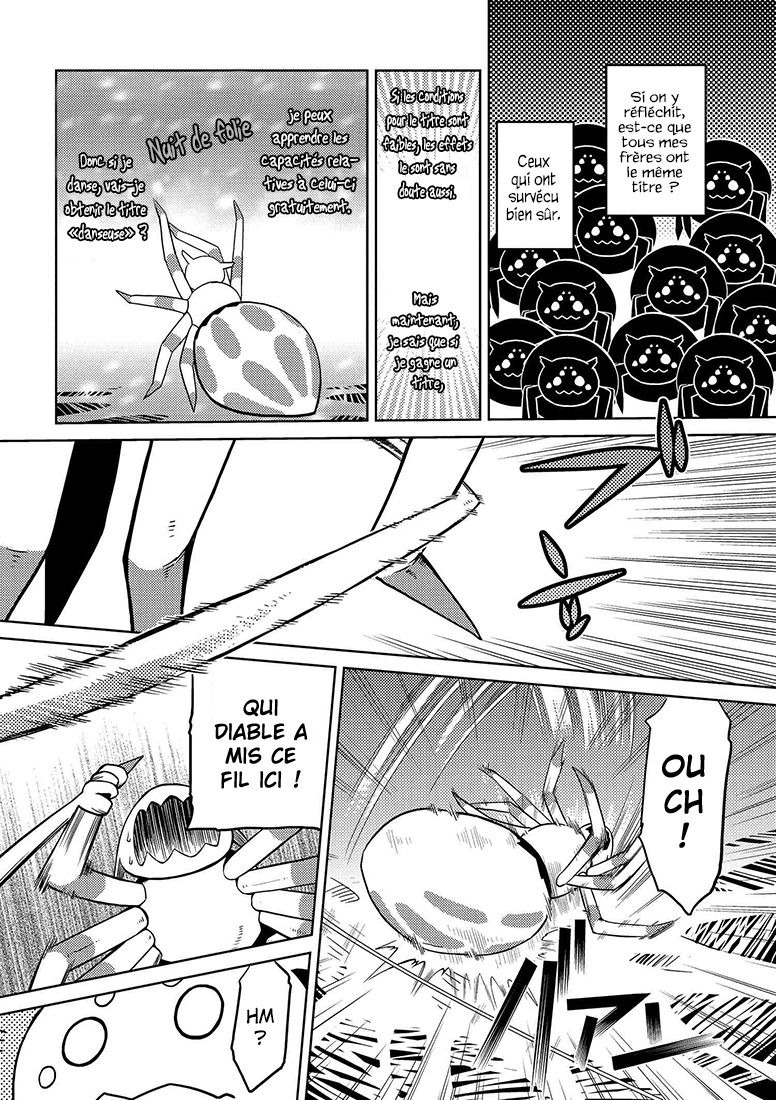 Si on y
réfléchit,
est-ce que
tous mes
frères ont
le même
titre ?
Ceux
qui ont
survécu
bien sûr.
Si les conditions
pour le titre sont
faibles, les effets
le sont sans
doute aussi.
Mais
maintenant,
je sais que si
je gagne un
titre,
je peux
apprendre les
capacités rela-
tives à celui-ci
gratuitement.
Nuit de folie
Donc si je
danse, vais-je
obtenir le titre
«danseuse» ?
OU
CH !
QUI
DIABLE A
MIS CE
FIL ICI !
バアン
HM
?